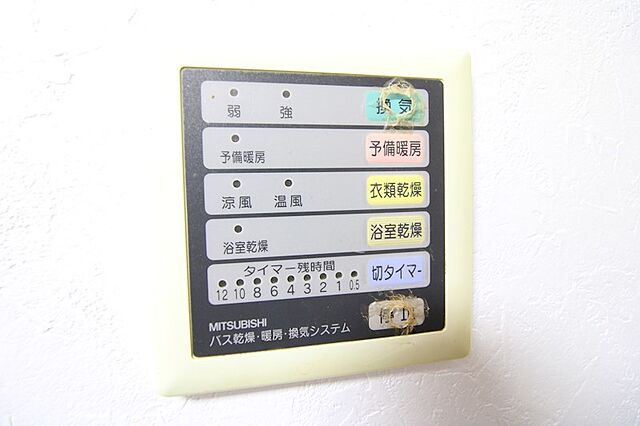 弱 強 換気
予備暖房 予備暖房
涼風 温風 衣類乾燥
浴室乾燥 浴室乾燥
タイマー残時間 切タイマー
12 10 8 6 4 3 2 1 0.5
MITSUBISHI
バス乾燥・暖房・換気システム